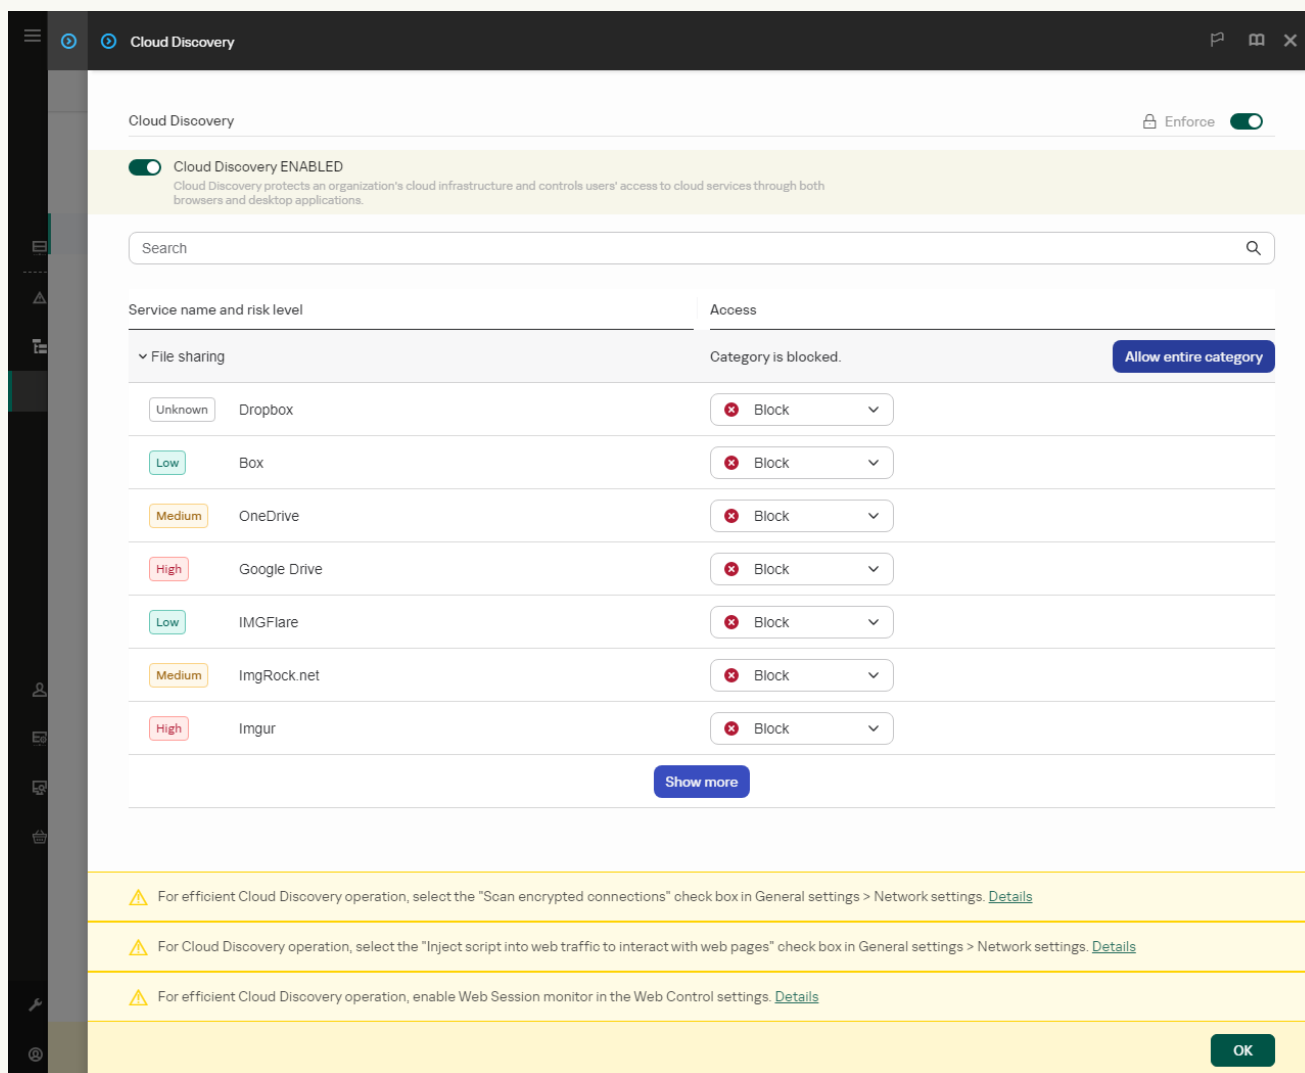 Cloud Discovery
Cloud Discovery
Enforce
Cloud Discovery ENABLED
Cloud Discovery protects an organization's cloud infrastructure and controls users' access to cloud services through both
browsers and desktop applications.
Search
Service name and risk level
Access
File sharing
Category is blocked.
Allow entire category
Unknown
Dropbox
Block
Low
Box
Block
Medium
OneDrive
Block
High
Google Drive
Block
Low
IMGFlare
Block
Medium
ImgRock.net
Block
High
Imgur
Block
Show more
For efficient Cloud Discovery operation, select the "Scan encrypted connections" check box in General settings > Network settings. Details
For Cloud Discovery operation, select the "Inject script into web traffic to interact with web pages" check box in General settings > Network settings. Details
For efficient Cloud Discovery operation, enable Web Session monitor in the Web Control settings. Details
OK